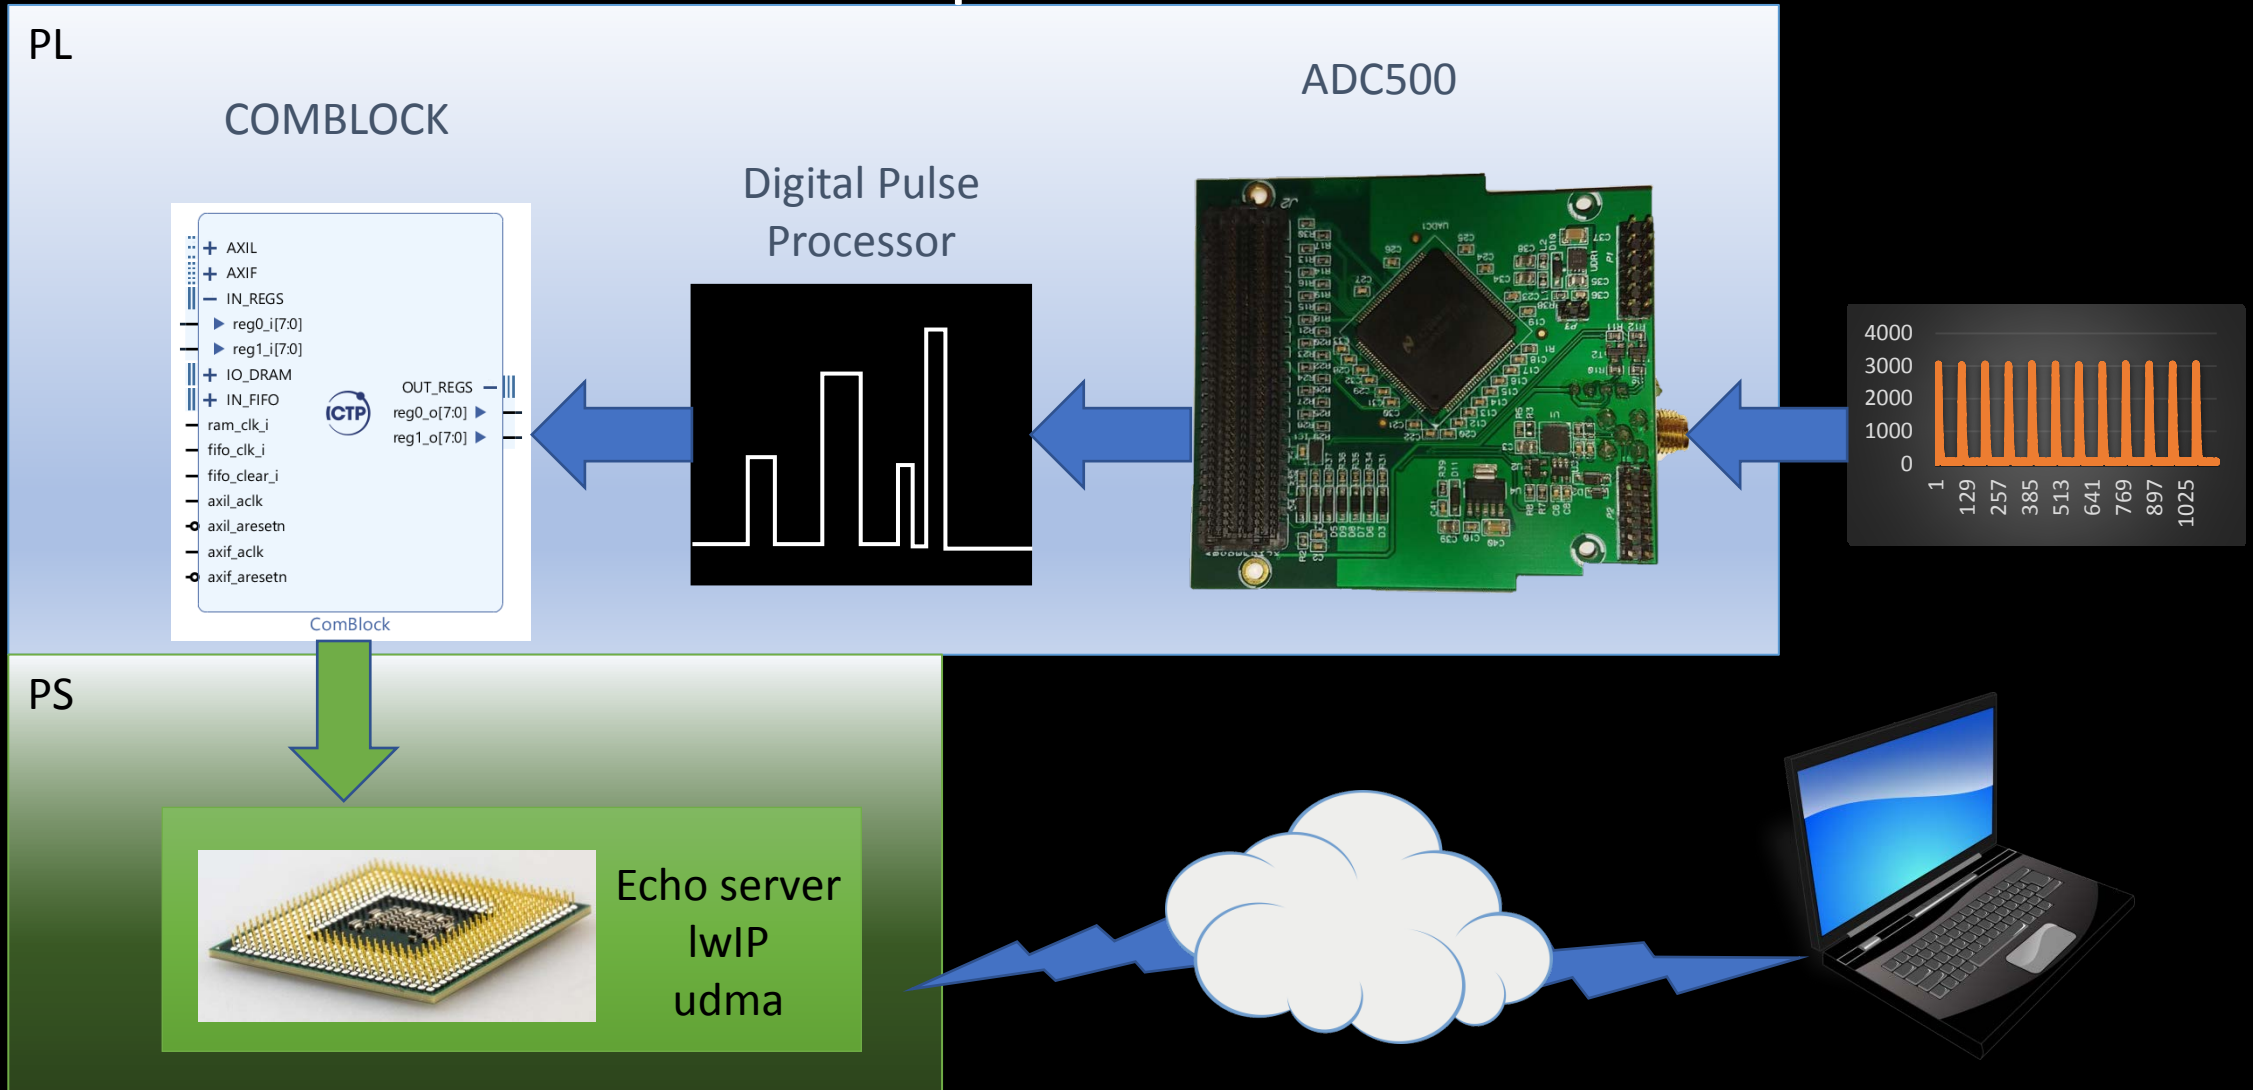 PL
COMBLOCK
Digital Pulse
Processor
ADC500
AXIL
AXIF
IN_REGS
reg0_i[7:0]
reg1_i[7:0]
IO_DRAM
IN_FIFO
ram_clk_i
fifo_clk_i
fifo_clear_i
axil_aclk
axil_aresetn
axif_aclk
axif_aresetn
ICTP
OUT_REGS
reg0_o[7:0]
reg1_o[7:0]
ComBlock
J2
UADC1
4000
3000
2000
1000
0
1
129
257
385
513
641
769
897
1025
PS
Echo server
lwIP
udma